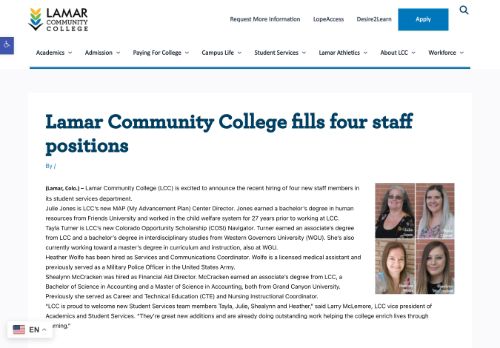 LAMAR
COMMUNITY
COLLEGE
Request More Information LopeAccess Desire2Learn Apply
Academics Admission Paying For College Campus Life Student Services Lamar Athletics About LCC Workforce
Lamar Community College fills four staff
positions
By /
(Lamar, Colo.) – Lamar Community College (LCC) is excited to announce the recent hiring of four new staff members in
its student services department.
Julie Jones is LCC's new MAP (My Advancement Plan) Center Director. Jones earned a bachelor's degree in human
resources from Friends University and worked in the child welfare system for 27 years prior to working at LCC.
Tayla Turner is LCC's new Colorado Opportunity Scholarship (COSI) Navigator. Turner earned an associate's degree
from LCC and a bachelor's degree in interdisciplinary studies from Western Governors University (WGU). She's also
currently working toward a master's degree in curriculum and instruction, also at WGU.
Heather Wolfe has been hired as Services and Communications Coordinator. Wolfe is a licensed medical assistant and
previously served as a Military Police Officer in the United States Army.
Shealynn McCracken was hired as Financial Aid Director. McCracken earned an associate's degree from LCC, a
Bachelor of Science in Accounting and a Master of Science in Accounting, both from Grand Canyon University.
Previously she served as Career and Technical Education (CTE) and Nursing Instructional Coordinator.
"LCC is proud to welcome new Student Services team members Tayla, Julie, Shealynn and Heather," said Larry McLemore, LCC vice president of
Academics and Student Services. "They're great new additions and are already doing outstanding work helping the college enrich lives through
EN